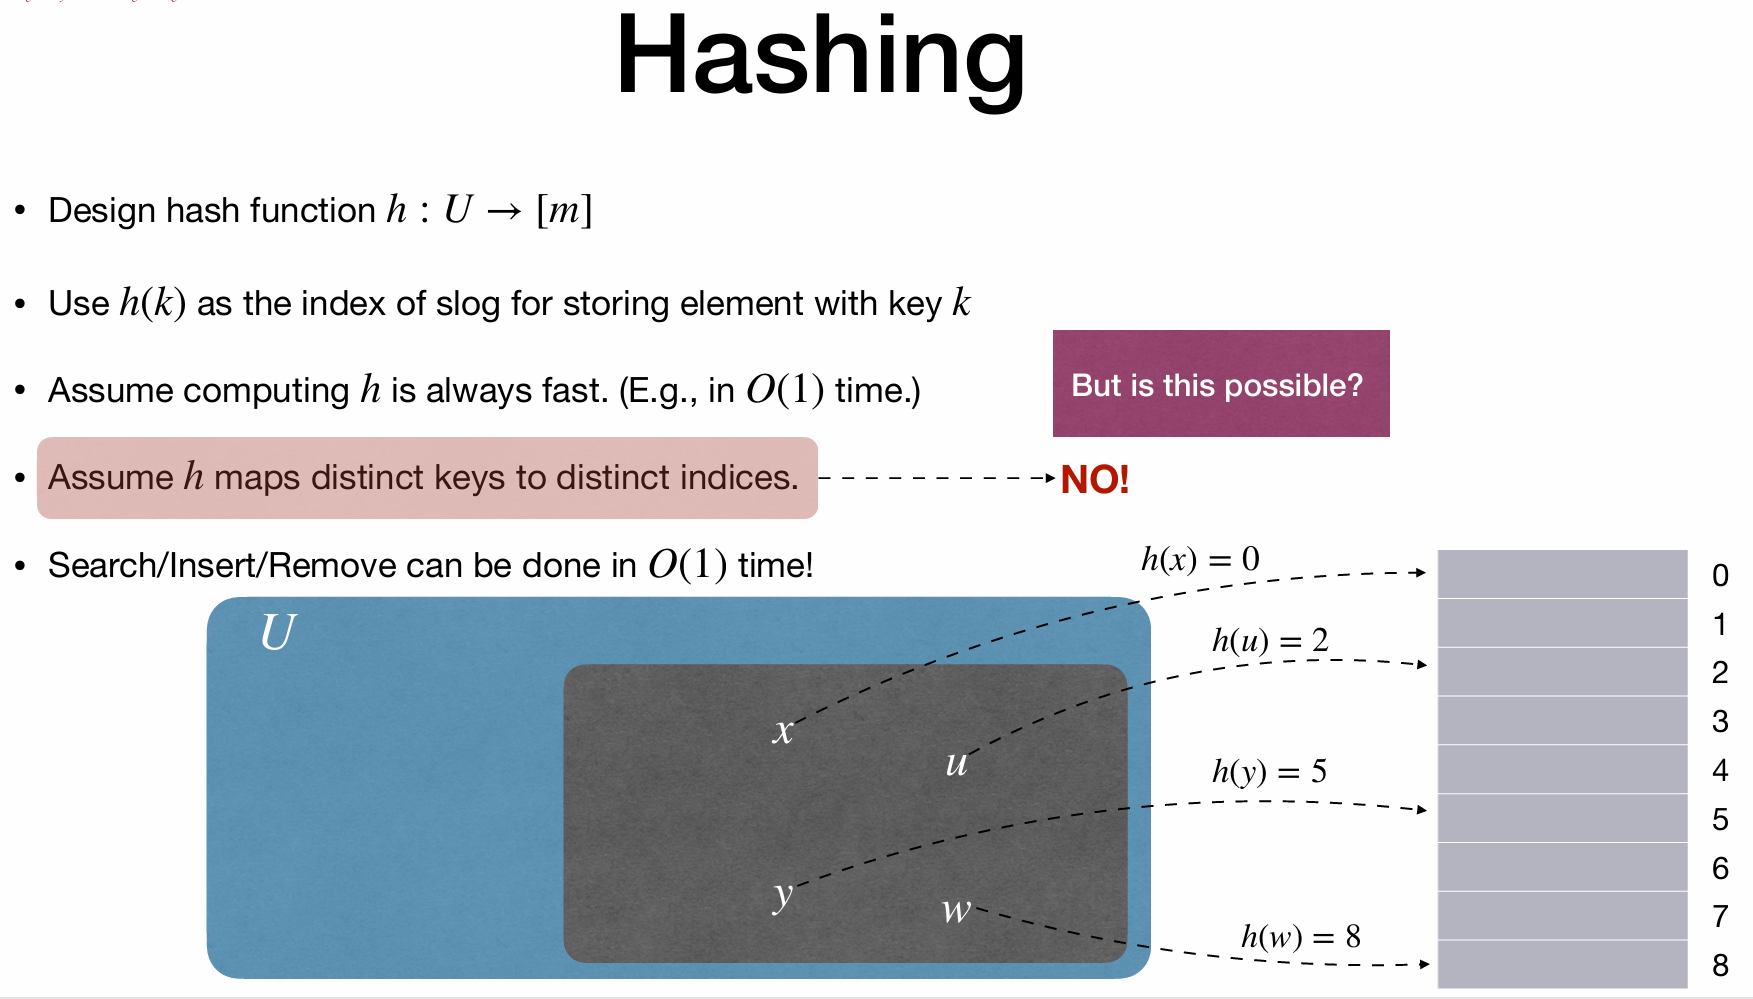 Hashing
• Design hash function h : U → [m]
• Use h(k) as the index of slog for storing element with key k
• Assume computing h is always fast. (E.g., in O(1) time.)
But is this possible?
• Assume h maps distinct keys to distinct indices.
NO!
• Search/Insert/Remove can be done in O(1) time!
U
x
u
y
w
h(x) = 0
h(u) = 2
h(y) = 5
h(w) = 8
0
1
2
3
4
5
6
7
8